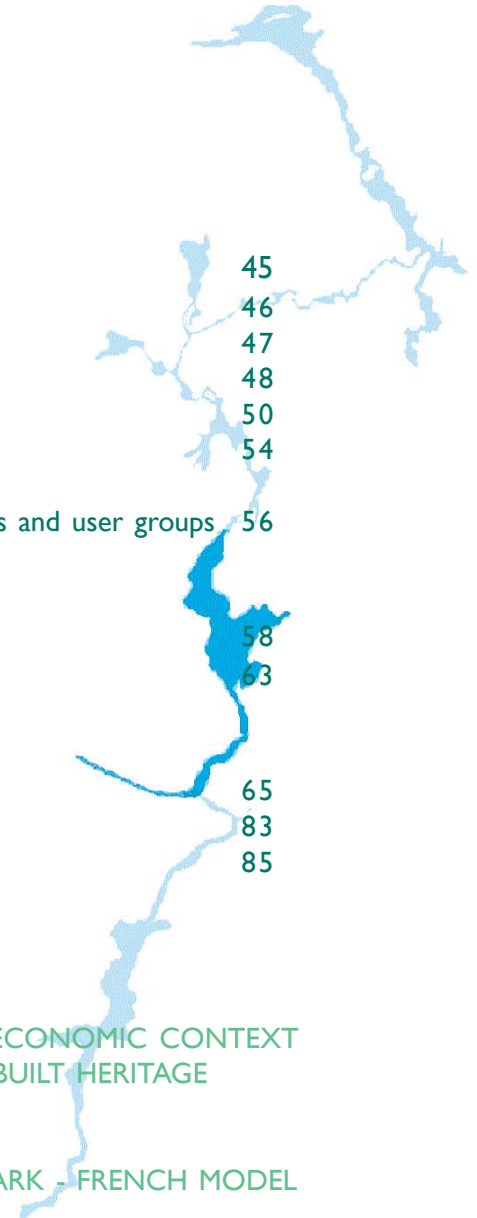 45
46
47
48
50
54
s and user groups 56
58
63
65
83
85
ECONOMIC CONTEXT
BUILT HERITAGE
ARK - FRENCH MODEL